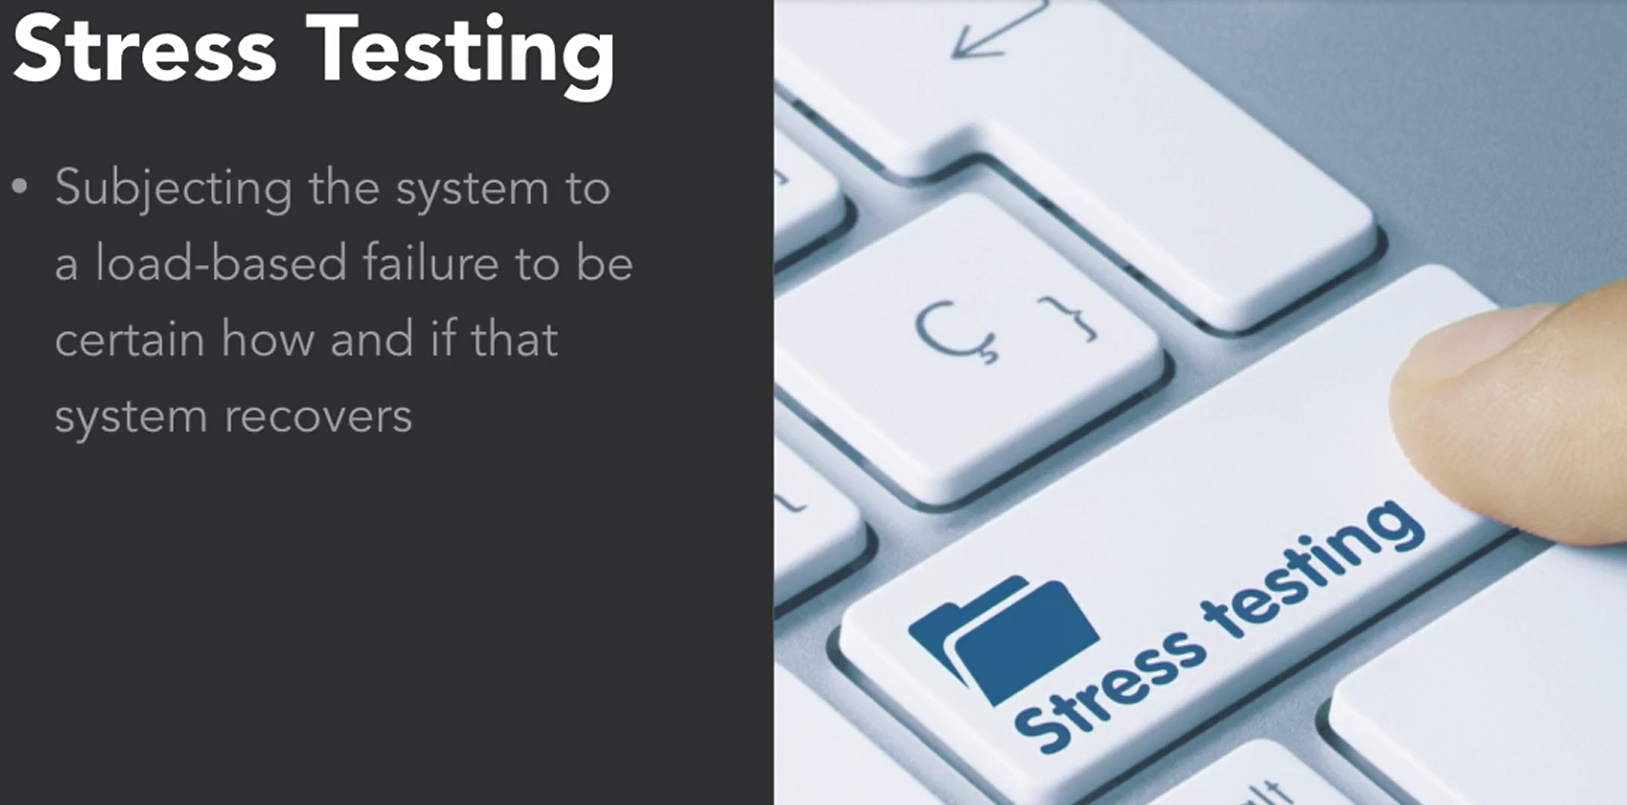 Stress Testing
• Subjecting the system to
a load-based failure to be
certain how and if that
system recovers
Ç }
Stress testing
alt